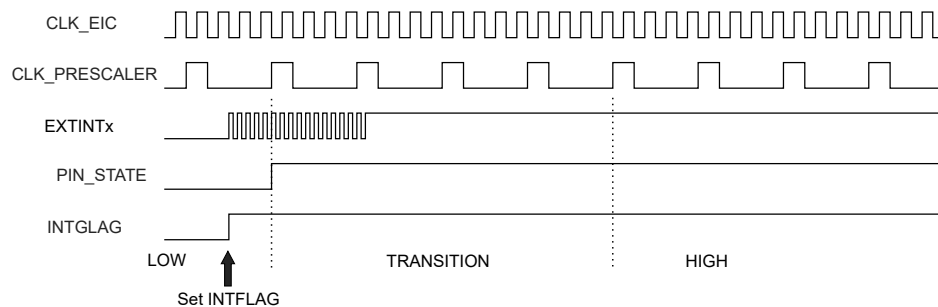 CLK_EIC
CLK_PRESCALER
EXTINTx
PIN_STATE
INTGLAG
LOW TRANSITION HIGH
Set INTFLAG